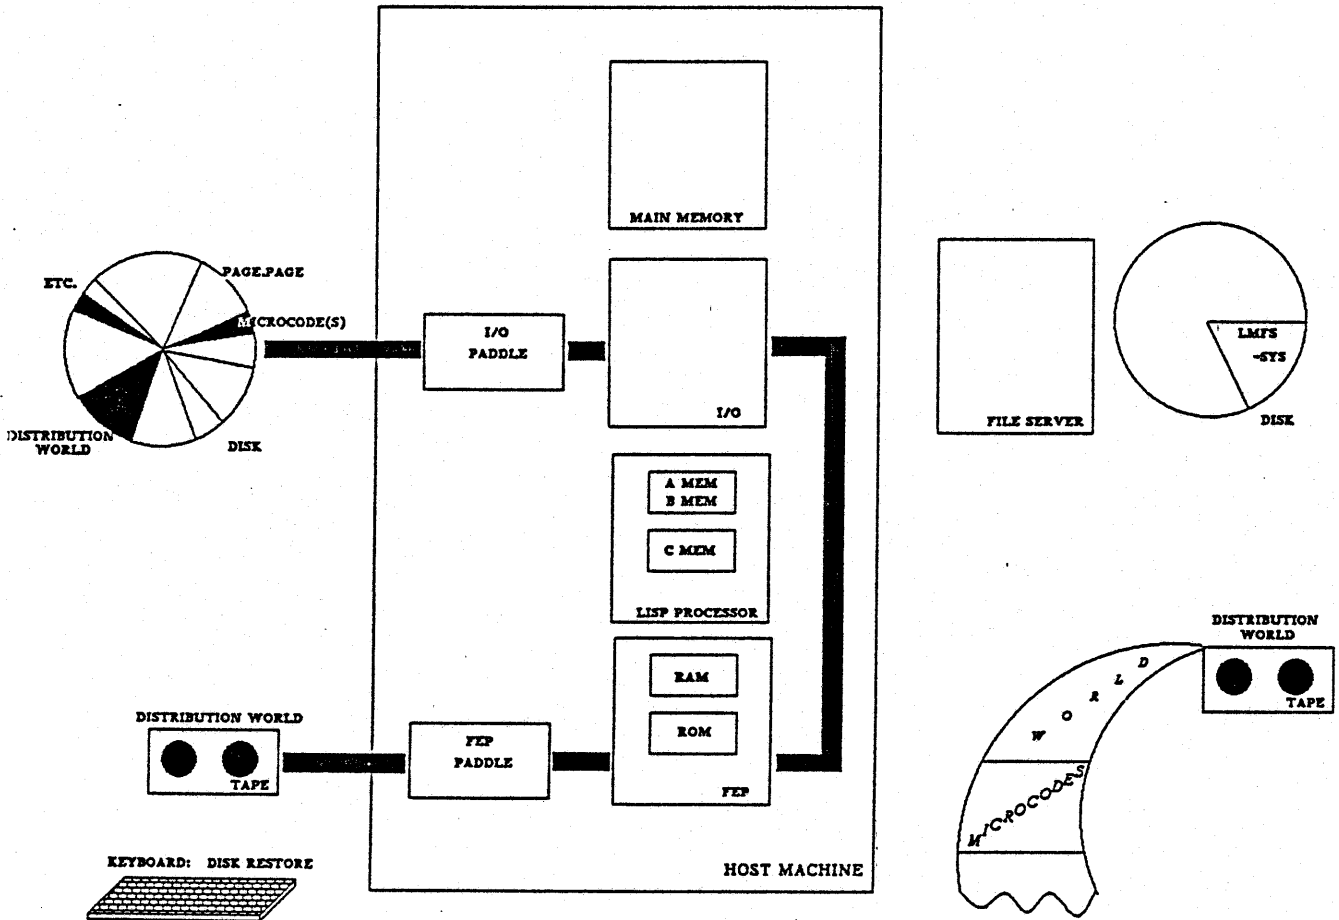 MAIN MEMORY
PAGE.PAGE
ETC.
MICROCODE(S)
DISTRIBUTION
WORLD
DISK
I/O
PADDLE
I/O
A MEM
B MEM
C MEM
LISP PROCESSOR
RAM
ROM
FEP
FEP
PADDLE
DISTRIBUTION WORLD
TAPE
KEYBOARD: DISK RESTORE
HOST MACHINE
FILE SERVER
LMFS
-SYS
DISK
DISTRIBUTION
WORLD
TAPE
WORLD
MICROCODES